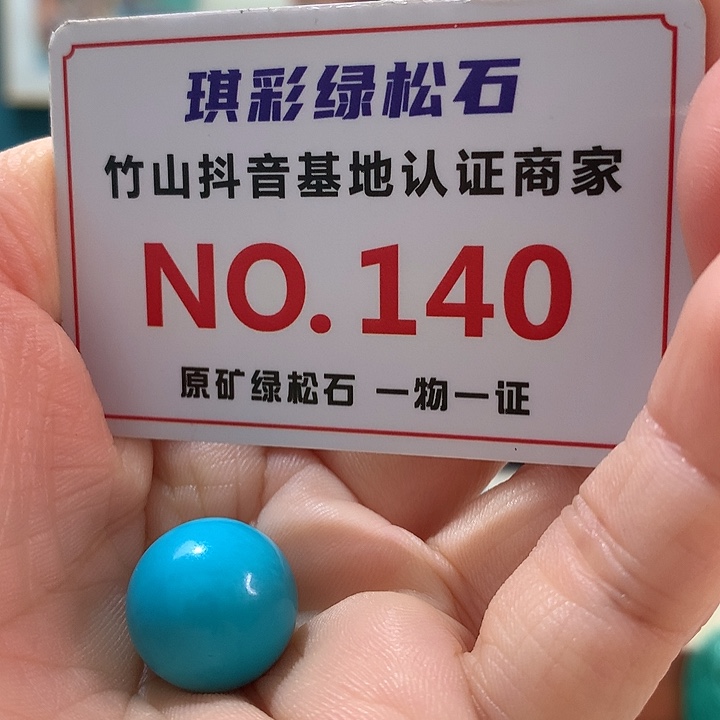 琪彩绿松石
竹山抖音基地认证商家
NO.140
原矿绿松石 一物一证